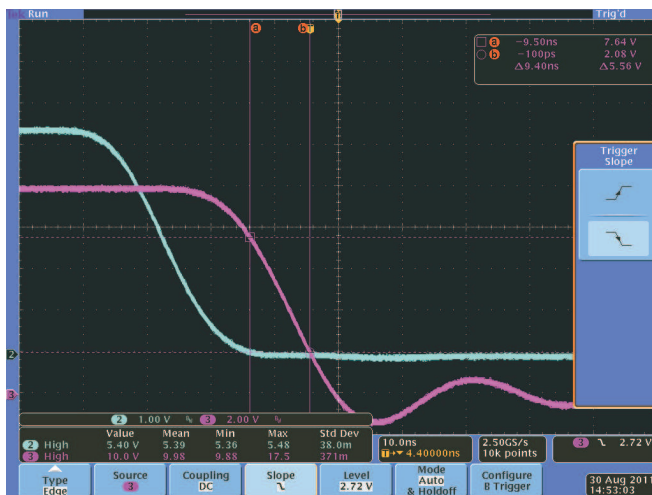 Run
Trig'd
T
a
b T
a −9.50ns 7.64 V
b −100ps 2.08 V
Δ9.40ns Δ5.56 V
Trigger
Slope
2
3
2 1.00 V 3 2.00 V
Value Mean Min Max Std Dev
2 High 5.40 V 5.39 5.36 5.48 38.0m
3 High 10.0 V 9.98 9.88 17.5 371m
10.0ns
T→▼ 4.40000ns
2.50GS/s
10k points
3 2.72 V
Type
Edge
Source
3
Coupling
DC
Slope
Level
2.72 V
Mode
Auto
& Holdoff
Configure
B Trigger
30 Aug 2011
14:53:03